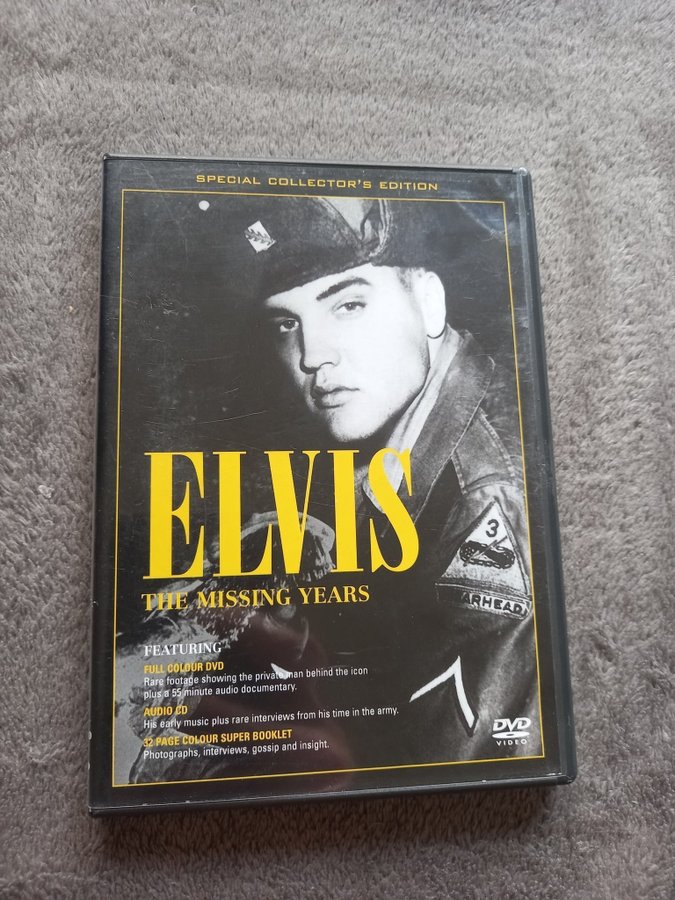 SPECIAL COLLECTOR'S EDITION
ELVIS
THE MISSING YEARS
FEATURING
FULL COLOUR DVD
Rare footage showing the private man behind the icon
plus a 55 minute audio documentary.
AUDIO CD
His early music plus rare interviews from his time in the army.
32 PAGE COLOUR SUPER BOOKLET
Photographs, interviews, gossip and insight.
3
ARHEAD
DVD
VIDEO